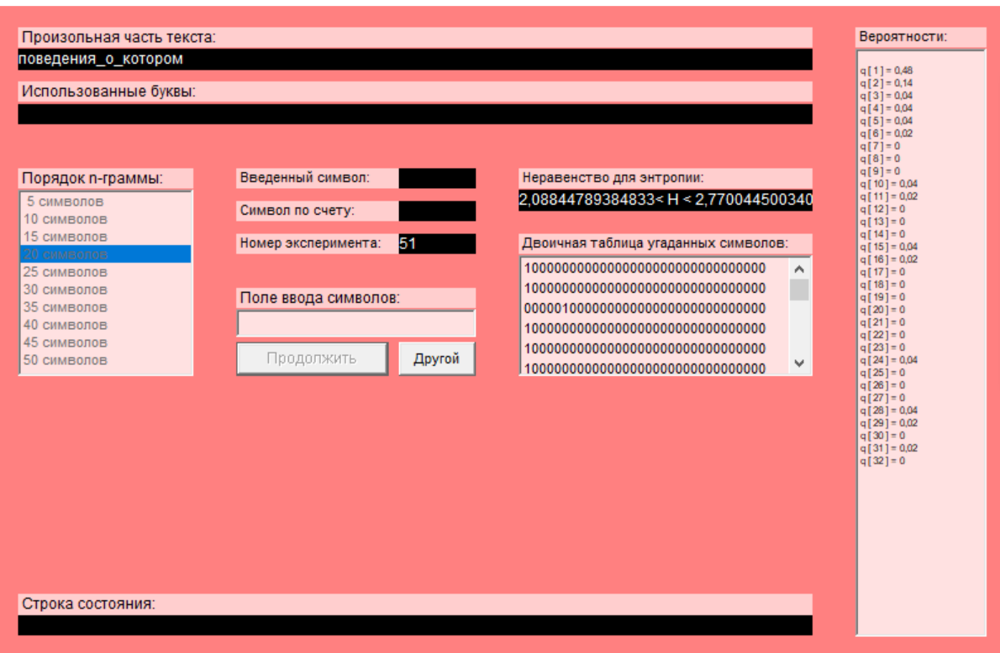 Произольная часть текста:
поведения_о_котором
Использованные буквы:
Порядок n-граммы:
5 символов
10 символов
15 символов
20 символов
25 символов
30 символов
35 символов
40 символов
45 символов
50 символов
Введенный символ:
Символ по счету:
Номер эксперимента: 51
Поле ввода символов:
Продолжить Другой
Неравенство для энтропии:
2,08844789384833< H < 2,770044500340
Двоичная таблица угаданных символов:
10000000000000000000000000000000
10000000000000000000000000000000
00000100000000000000000000000000
10000000000000000000000000000000
10000000000000000000000000000000
10000000000000000000000000000000
Строка состояния:
Вероятности:
q[1]= 0,48
q[2]= 0,14
q[3]= 0,04
q[4]= 0,04
q[5]= 0,04
q[6]= 0,02
q[7]= 0
q[8]= 0
q[9]= 0
q[10]= 0,04
q[11]= 0,02
q[12]= 0
q[13]= 0
q[14]= 0
q[15]= 0,04
q[16]= 0,02
q[17]= 0
q[18]= 0
q[19]= 0
q[20]= 0
q[21]= 0
q[22]= 0
q[23]= 0
q[24]= 0,04
q[25]= 0
q[26]= 0
q[27]= 0
q[28]= 0,04
q[29]= 0,02
q[30]= 0
q[31]= 0,02
q[32]= 0